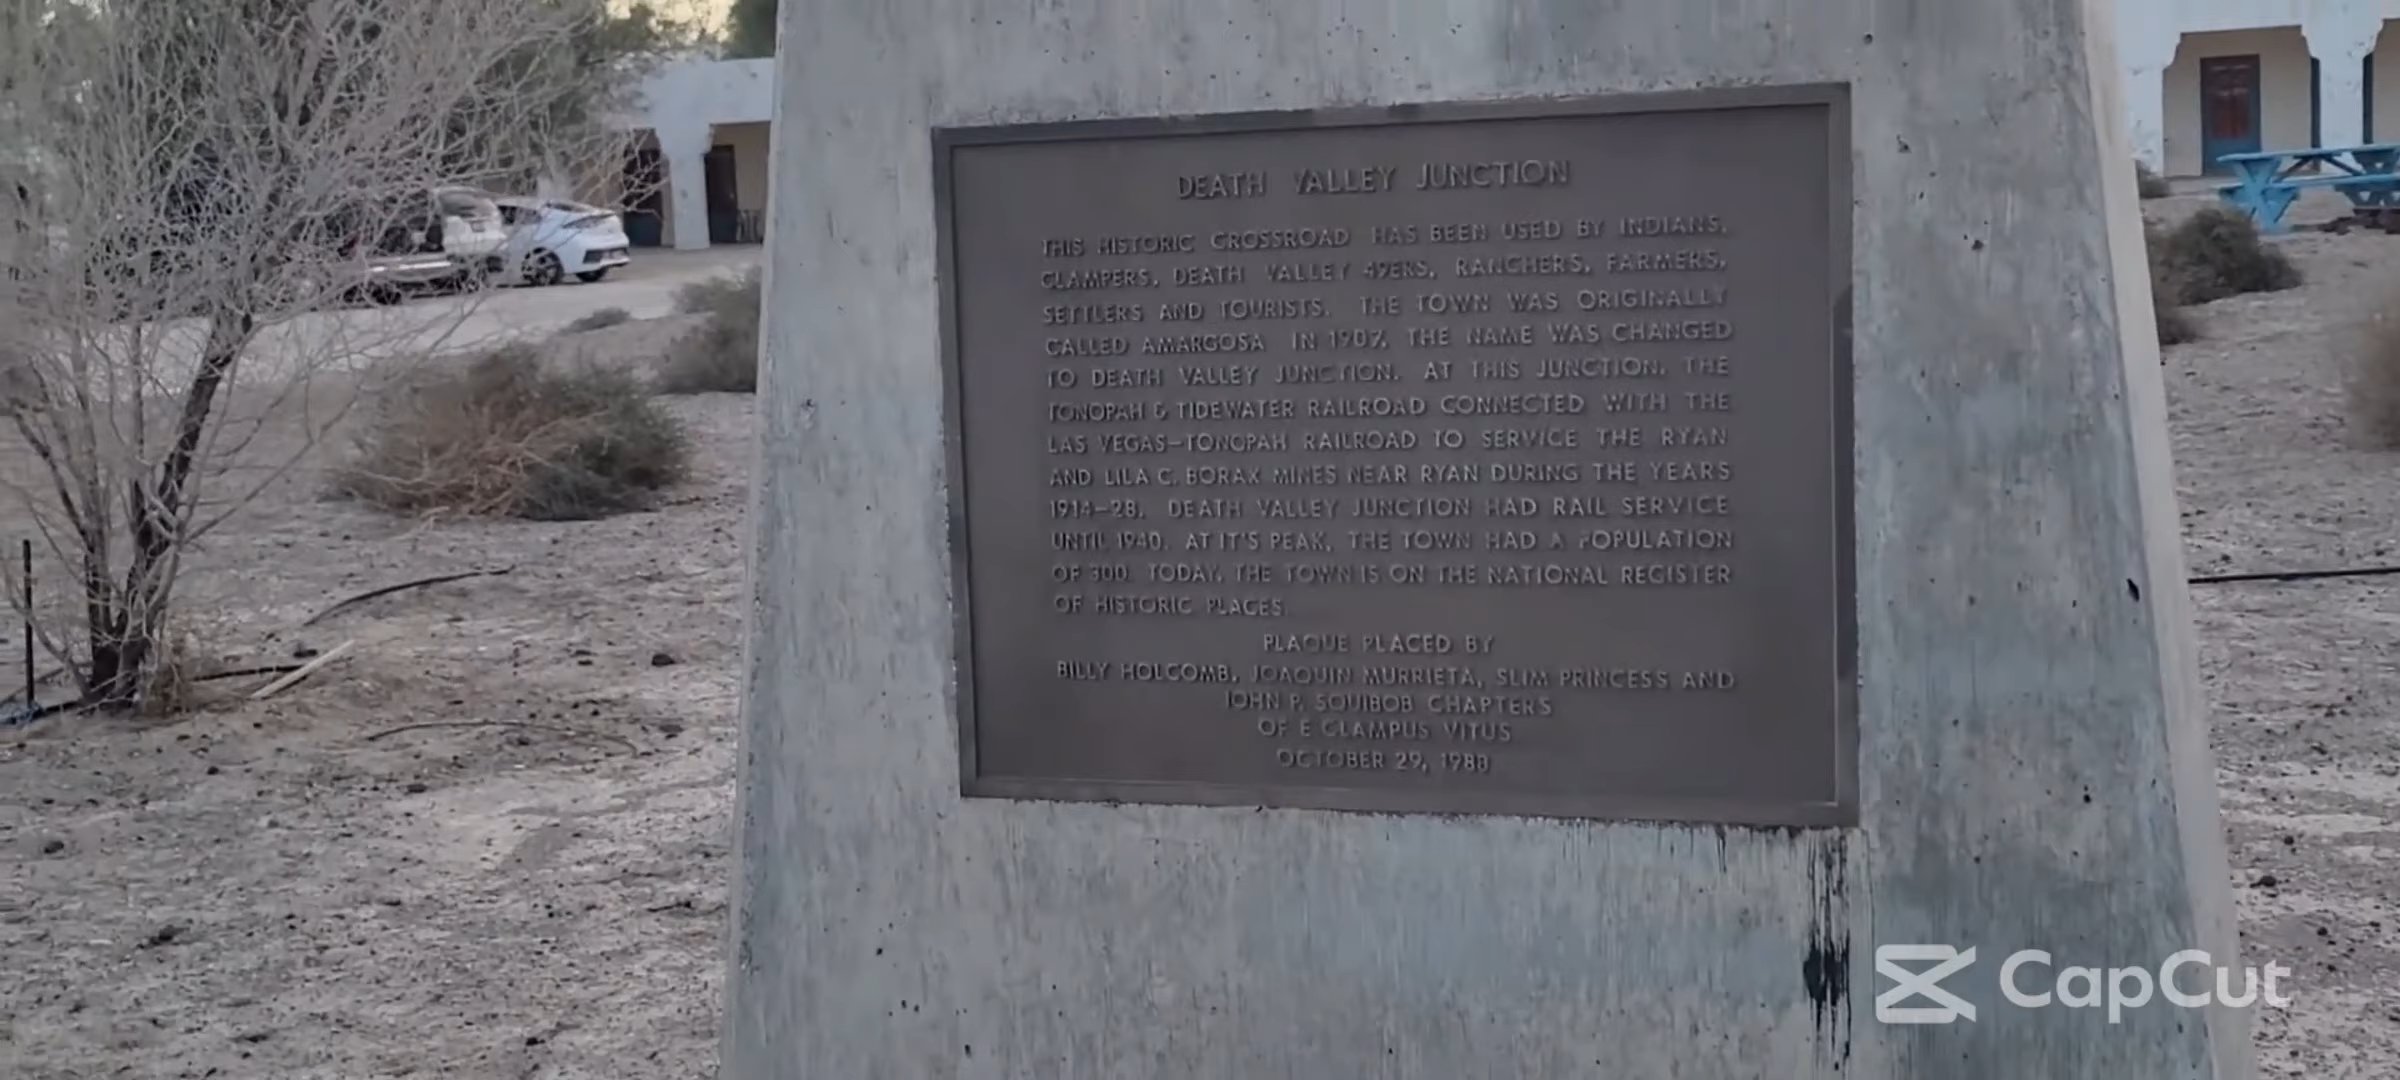 DEATH VALLEY JUNCTION
THIS HISTORIC CROSSROAD HAS BEEN USED BY INDIANS,
CLAMPERS, DEATH VALLEY 49ERS, RANCHERS, FARMERS,
SETTLERS AND TOURISTS. THE TOWN WAS ORIGINALLY
CALLED AMARGOSA IN 1907, THE NAME WAS CHANGED
TO DEATH VALLEY JUNCTION. AT THIS JUNCTION, THE
TONOPAH & TIDEWATER RAILROAD CONNECTED WITH THE
LAS VEGAS-TONOPAH RAILROAD TO SERVICE THE RYAN
AND LILA C. BORAX MINES NEAR RYAN DURING THE YEARS
1914-28. DEATH VALLEY JUNCTION HAD RAIL SERVICE
UNTIL 1940. AT IT'S PEAK, THE TOWN HAD A POPULATION
OF 300. TODAY, THE TOWN IS ON THE NATIONAL REGISTER
OF HISTORIC PLACES.
PLAQUE PLACED BY
BILLY HOLCOMB, JOAQUIN MURRIETA, SLIM PRINCESS AND
JOHN P. SQUIBOB CHAPTERS
OF E CLAMPUS VITUS
OCTOBER 29, 1988
CapCut